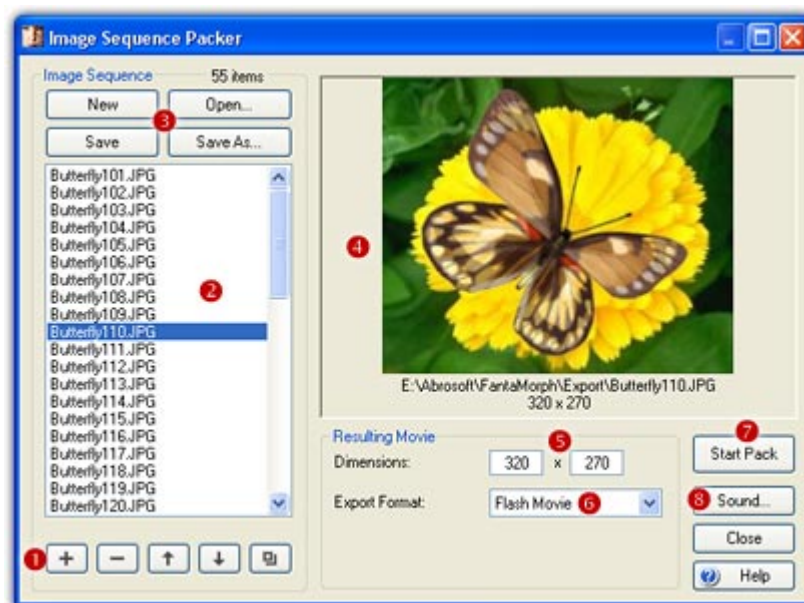 Image Sequence Packer
Image Sequence 55 items
New Open...
3
Save Save As...
Butterfly101.JPG
Butterfly102.JPG
Butterfly103.JPG
Butterfly104.JPG
Butterfly105.JPG
Butterfly106.JPG
Butterfly107.JPG
Butterfly108.JPG
Butterfly109.JPG
Butterfly110.JPG
Butterfly111.JPG
Butterfly112.JPG
Butterfly113.JPG
Butterfly114.JPG
Butterfly115.JPG
Butterfly116.JPG
Butterfly117.JPG
Butterfly118.JPG
Butterfly119.JPG
Butterfly120.JPG
2
1
4
E:\Abrosoft\FantaMorph\Export\Butterfly110.JPG
320 x 270
Resulting Movie
5
Dimensions: 320 x 270
Export Format: Flash Movie 6
7
Start Pack
8 Sound...
Close
Help